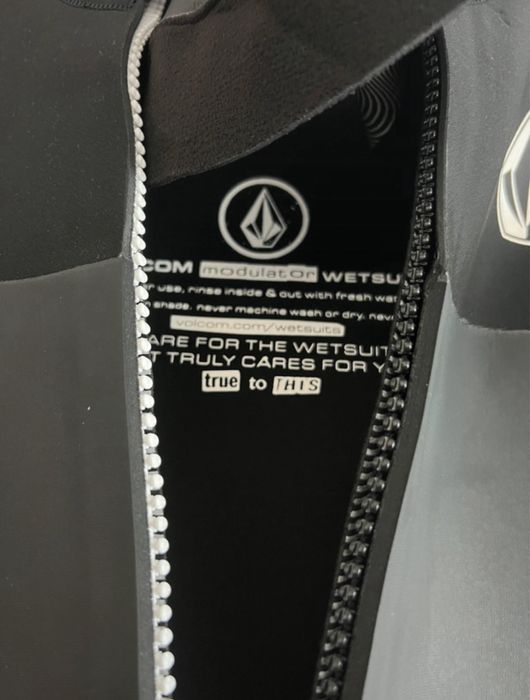 COM modulator WETSU
r use, rinse inside & out with fresh wa
n shade. never machine wash or dry. nev
volcom.com/wetsuits
ARE FOR THE WETSUIT
T TRULY CARES FOR Y
true to THIS